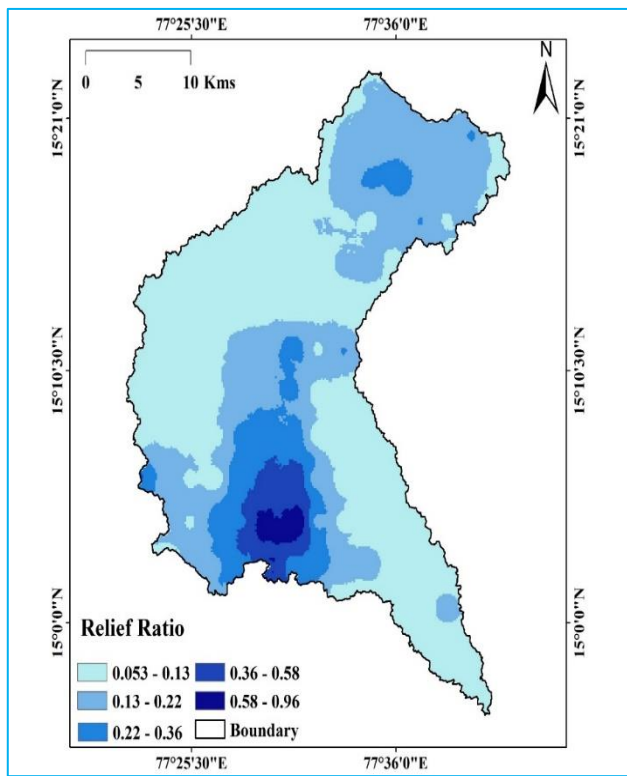 77°25'30"E 77°36'0"E
N
0 5 10 Kms
15°21'0"N 15°21'0"N
15°10'30"N 15°10'30"N
15°0'0"N 15°0'0"N
Relief Ratio
0.053 - 0.13 0.36 - 0.58
0.13 - 0.22 0.58 - 0.96
0.22 - 0.36 Boundary
77°25'30"E 77°36'0"E